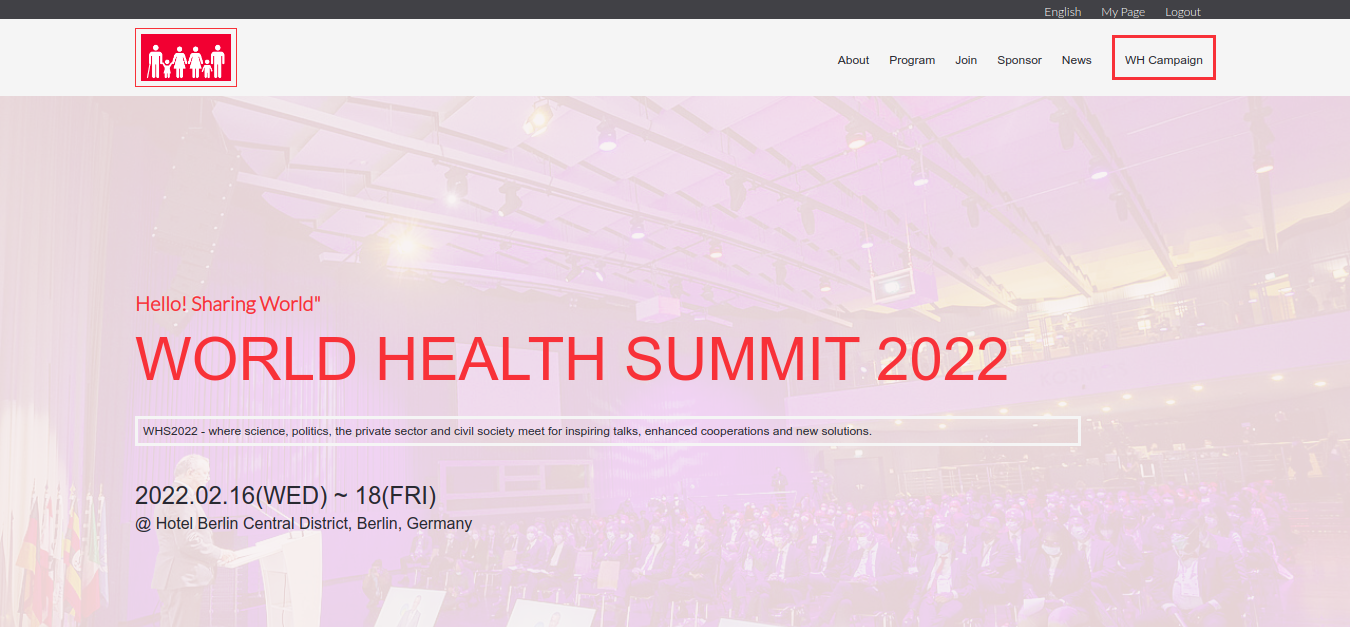 English My Page Logout
About Program Join Sponsor News WH Campaign
Hello! Sharing World"
WORLD HEALTH SUMMIT 2022
WHS2022 - where science, politics, the private sector and civil society meet for inspiring talks, enhanced cooperations and new solutions.
2022.02.16(WED) ~ 18(FRI)
@ Hotel Berlin Central District, Berlin, Germany